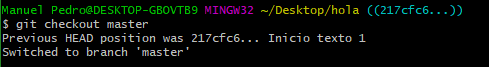 Manuel Pedro@DESKTOP-GBOVTB9 MINGW32 ~/Desktop/hola ((217cfc6...))
$ git checkout master
Previous HEAD position was 217cfc6... Inicio texto 1
Switched to branch 'master'